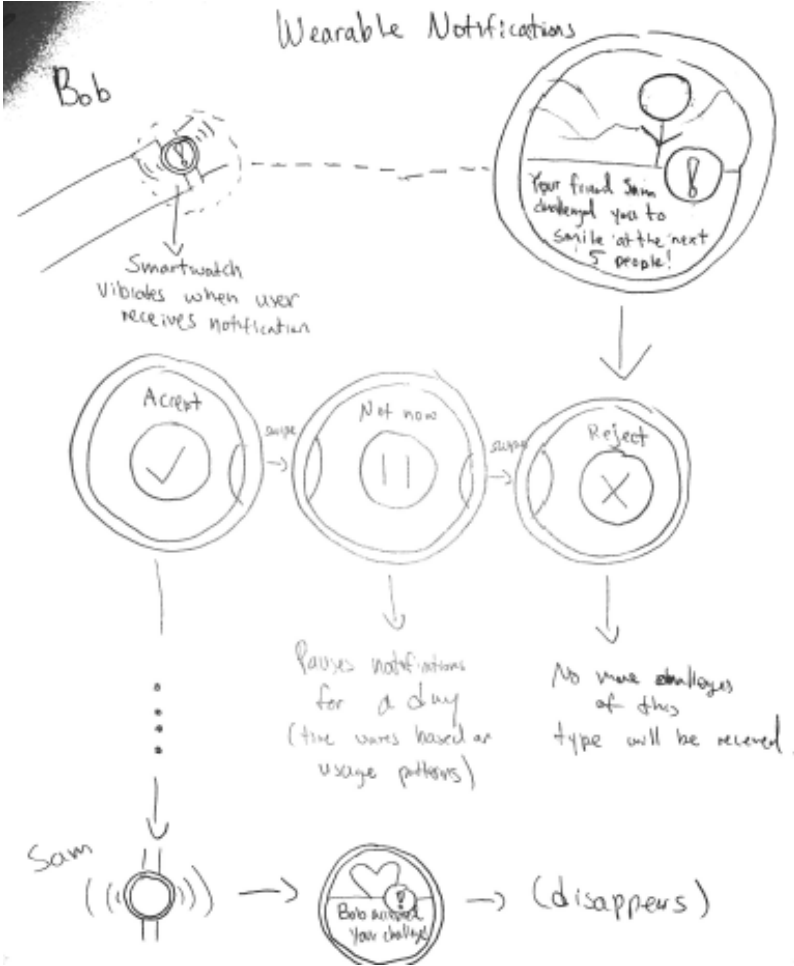 Wearable Notifications
Bob
Your friend Sam
challenged you to
smile at the next
5 people!
Smartwatch
vibrates when user
receives notification
Accept
swipe
Not now
swipe
Reject
Pauses notifications
for a day
(time varies based on
usage patterns)
No more challenges
of this
type will be received.
Sam
Bob accepted
Your challenge!
(disappears)